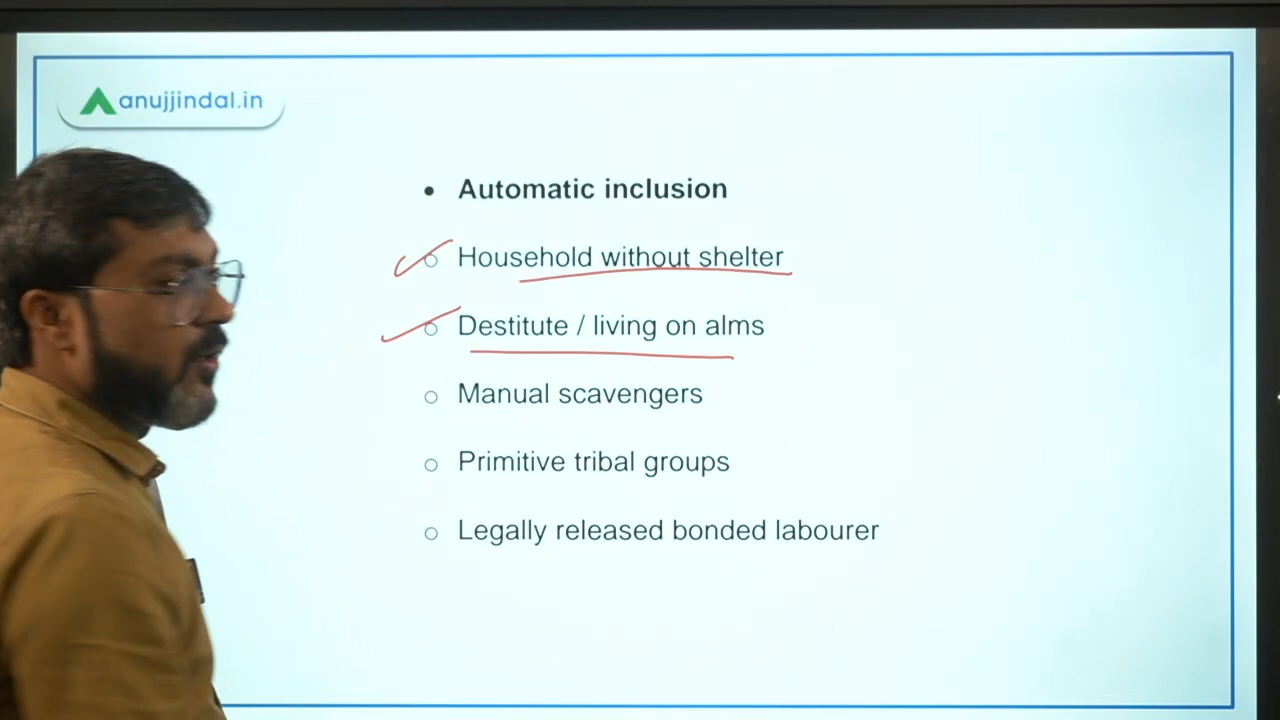 anujjindal.in
• Automatic inclusion
○ Household without shelter
○ Destitute / living on alms
○ Manual scavengers
○ Primitive tribal groups
○ Legally released bonded labourer